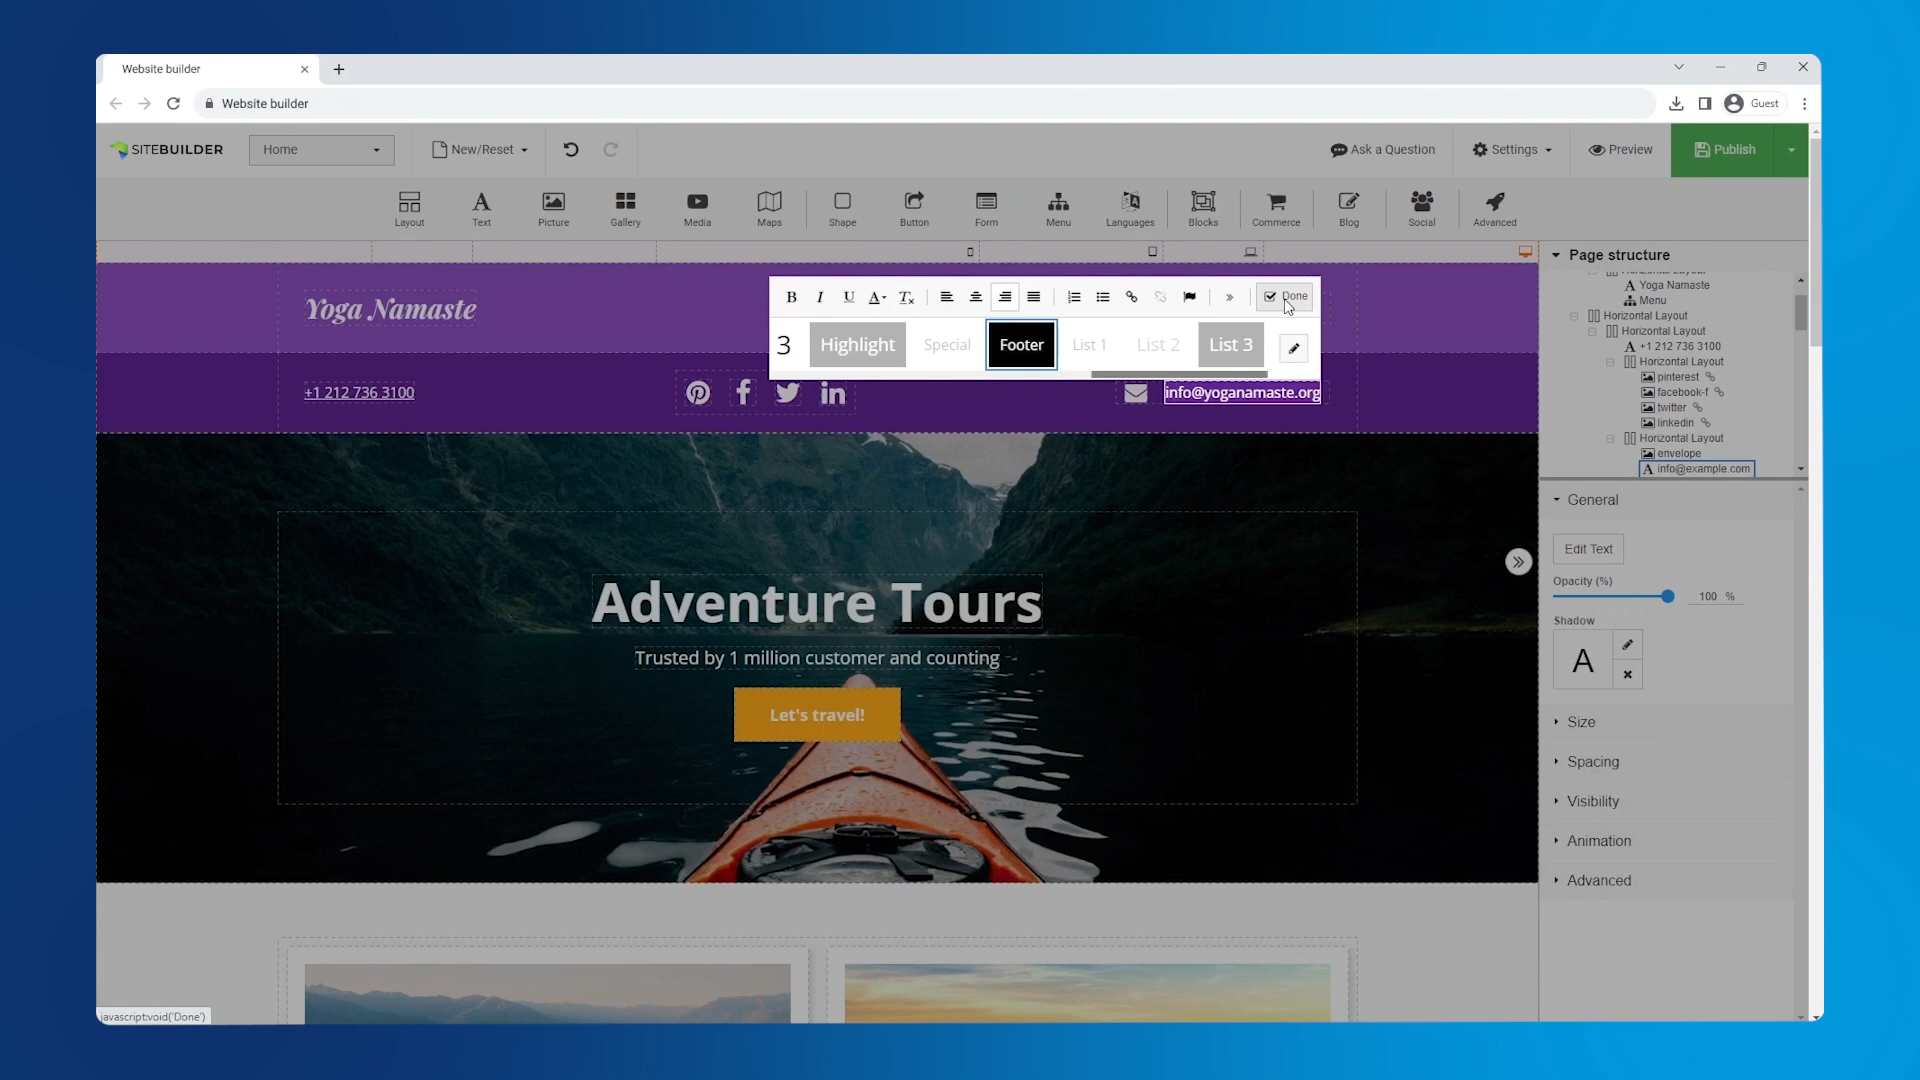 Website builder
Website builder
Guest
SITEBUILDER
Home
New/Reset
Ask a Question
Settings
Preview
Publish
Layout
Text
Picture
Gallery
Media
Maps
Shape
Button
Form
Menu
Languages
Blocks
Commerce
Blog
Social
Advanced
Page structure
Horizontal Layout
Yoga Namaste
Menu
Horizontal Layout
Horizontal Layout
+1 212 736 3100
Horizontal Layout
pinterest
facebook-f
twitter
linkedin
Horizontal Layout
envelope
info@example.com
Yoga Namaste
B I U A Tx Done
3 Highlight Special Footer List 1 List 2 List 3
+1 212 736 3100
info@yoganamaste.org
Adventure Tours
Trusted by 1 million customer and counting
Let's travel!
General
Edit Text
Opacity (%)
100 %
Shadow
A
Size
Spacing
Visibility
Animation
Advanced
javascript:void('Done')